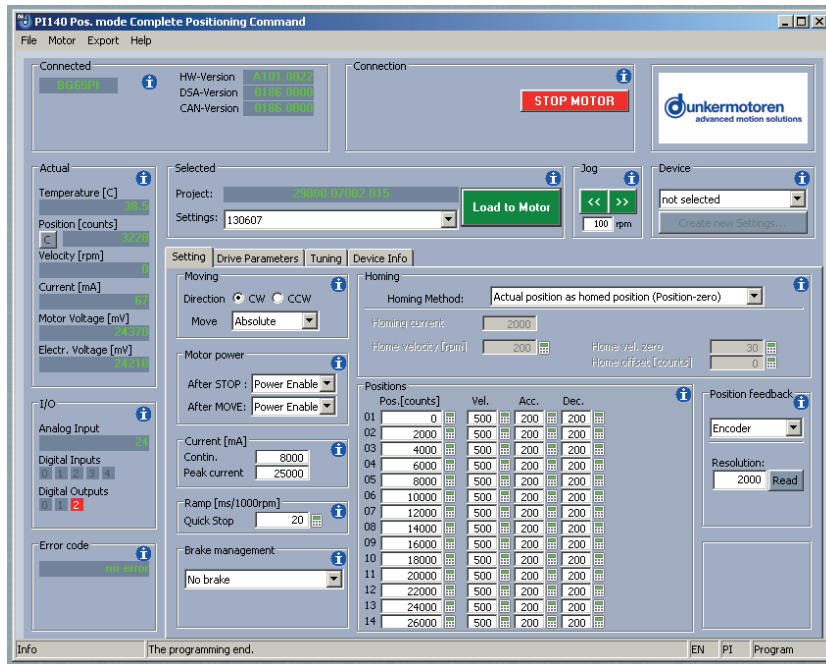 PI140 Pos. mode Complete Positioning Command
File Motor Export Help
Connected
BG65PI
HW-Version A101.0022
DSA-Version 0186.0000
CAN-Version 0186.0000
Connection
STOP MOTOR
dunkermotoren
advanced motion solutions
Actual
Temperature [C]
38.5
Position [counts]
C 3228
Velocity [rpm]
0
Current [mA]
67
Motor Voltage [mV]
24370
Electr. Voltage [mV]
24210
I/O
Analog Input
24
Digital Inputs
0 1 2 3 4
Digital Outputs
0 1 2
Error code
no error
Selected
Project: 29000.07002.015
Settings: 130607
Load to Motor
Jog
<< >>
100 rpm
Device
not selected
Create new Settings...
Setting Drive Parameters Tuning Device Info
Moving
Direction CW CCW
Move Absolute
Motor power
After STOP : Power Enable
After MOVE: Power Enable
Current [mA]
Contin. 8000
Peak current 25000
Ramp [ms/1000rpm]
Quick Stop 20
Brake management
No brake
Homing
Homing Method: Actual position as homed position (Position-zero)
Homing current 2000
Home velocity [rpm] 200 Home vel. zero 30
Home offset [counts] 0
Positions
Pos.[counts] Vel. Acc. Dec.
01 0 500 200 200
02 2000 500 200 200
03 4000 500 200 200
04 6000 500 200 200
05 8000 500 200 200
06 10000 500 200 200
07 12000 500 200 200
08 14000 500 200 200
09 16000 500 200 200
10 18000 500 200 200
11 20000 500 200 200
12 22000 500 200 200
13 24000 500 200 200
14 26000 500 200 200
Position feedback
Encoder
Resolution:
2000 Read
Info The programming end. EN PI Program